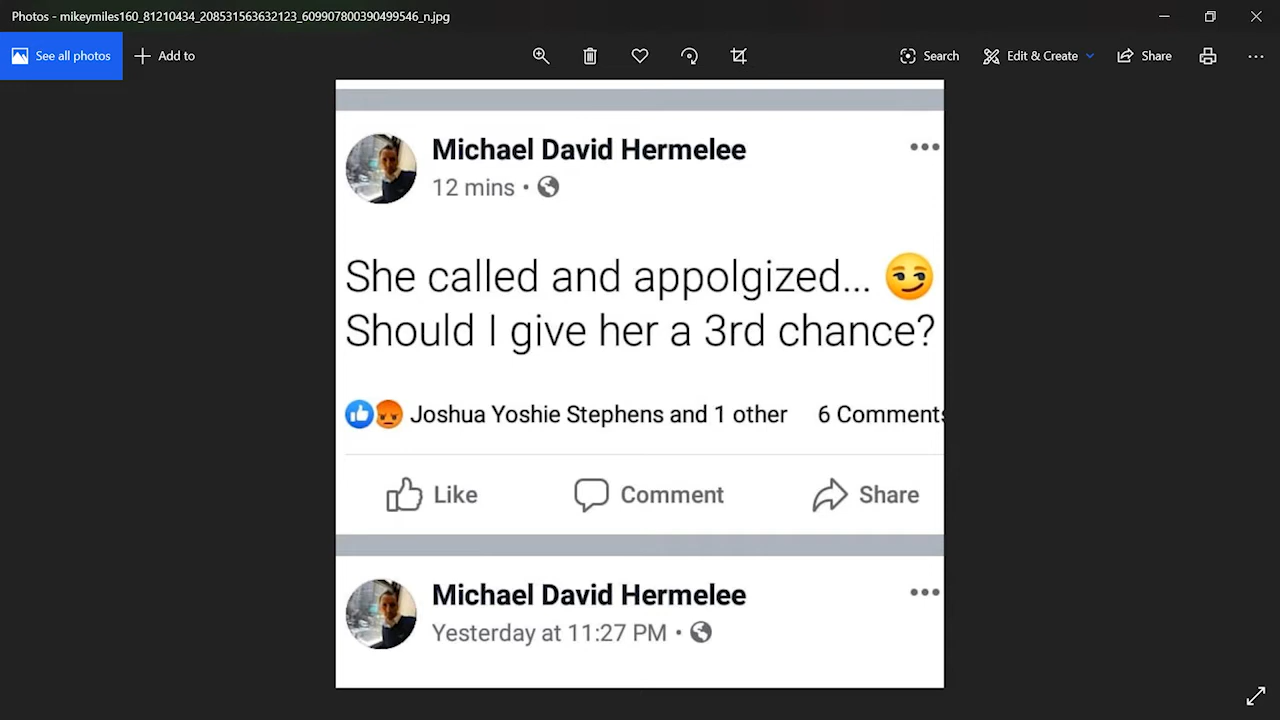 Photos - mikeymiles160_81210434_208531563632123_609907800390499546_n.jpg
See all photos
Add to
Search
Edit & Create
Share
Michael David Hermelee
12 mins •
She called and appolgized... 😏
Should I give her a 3rd chance?
Joshua Yoshie Stephens and 1 other 6 Comments
Like
Comment
Share
Michael David Hermelee
Yesterday at 11:27 PM •